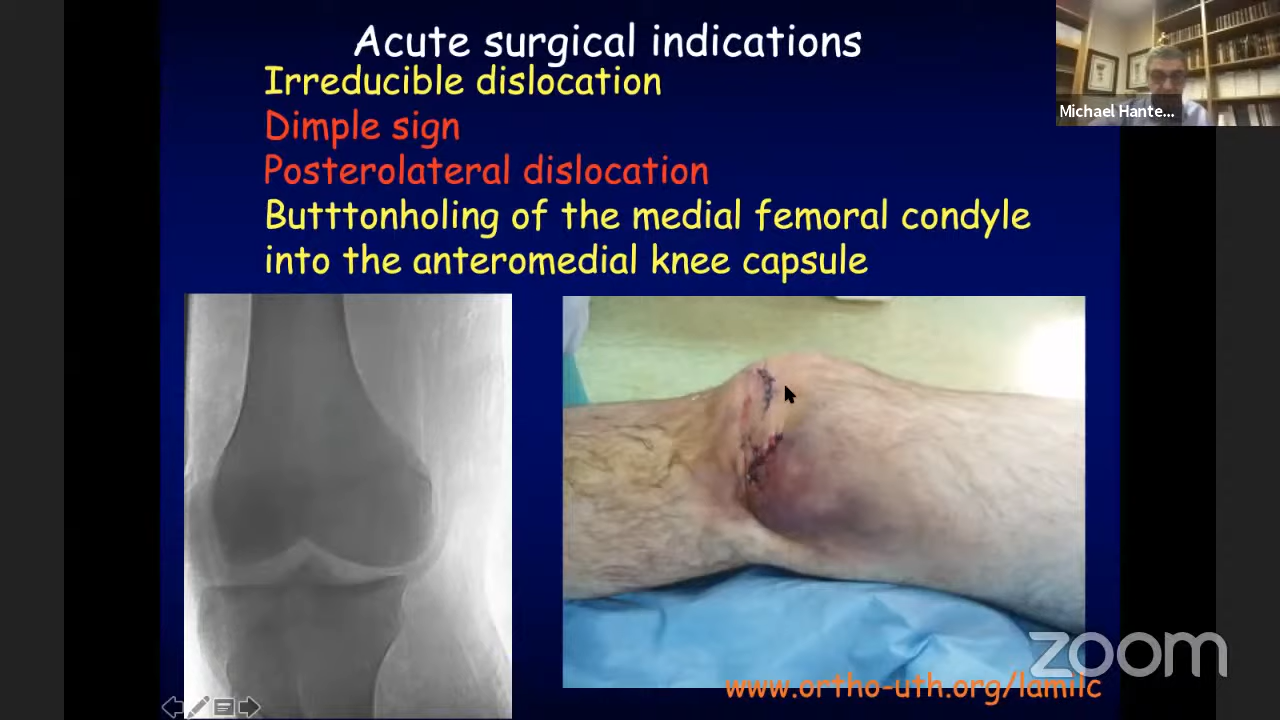 Acute surgical indications
Irreducible dislocation
Dimple sign
Posterolateral dislocation
Butttonholing of the medial femoral condyle
into the anteromedial knee capsule
Michael Hante...
zoom
www.ortho-uth.org/lamilc